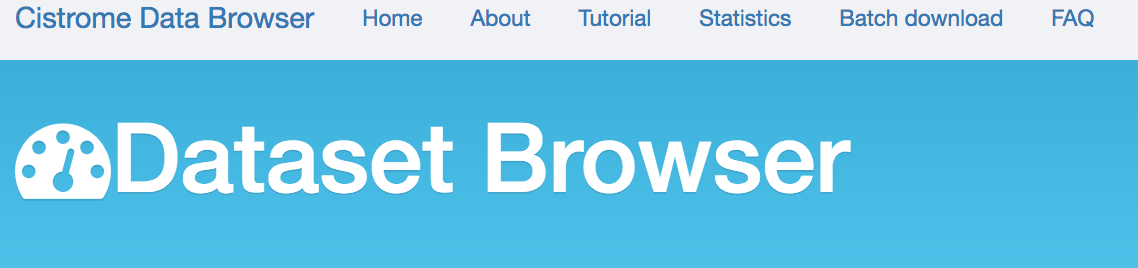 Cistrome Data Browser Home About Tutorial Statistics Batch download FAQ
Dataset Browser